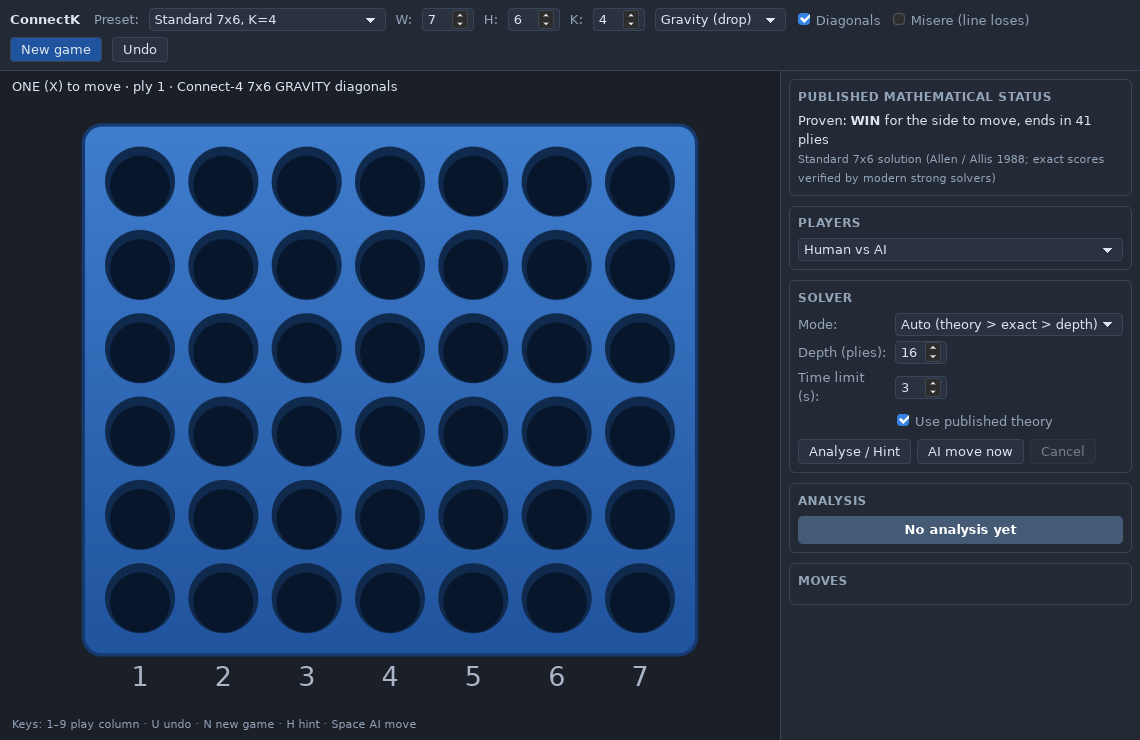 ConnectK Preset: Standard 7x6, K=4 W: 7 H: 6 K: 4 Gravity (drop) Diagonals Misere (line loses)
New game Undo
ONE (X) to move · ply 1 · Connect-4 7x6 GRAVITY diagonals
1 2 3 4 5 6 7
Keys: 1–9 play column · U undo · N new game · H hint · Space AI move
PUBLISHED MATHEMATICAL STATUS
Proven: WIN for the side to move, ends in 41
plies
Standard 7x6 solution (Allen / Allis 1988; exact scores
verified by modern strong solvers)
PLAYERS
Human vs AI
SOLVER
Mode: Auto (theory > exact > depth)
Depth (plies): 16
Time limit
(s): 3
Use published theory
Analyse / Hint AI move now Cancel
ANALYSIS
No analysis yet
MOVES